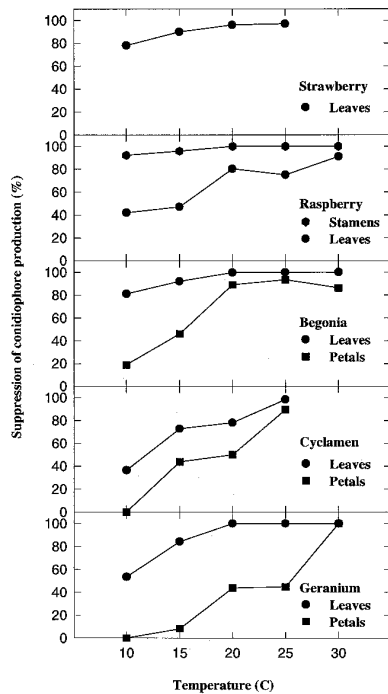 Suppression of conidiophore production (%)
100
80
60
40
20
0
Strawberry
Leaves
100
80
60
40
20
0
Raspberry
Stamens
Leaves
100
80
60
40
20
0
Begonia
Leaves
Petals
100
80
60
40
20
0
Cyclamen
Leaves
Petals
100
80
60
40
20
0
Geranium
Leaves
Petals
10 15 20 25 30
Temperature (C)